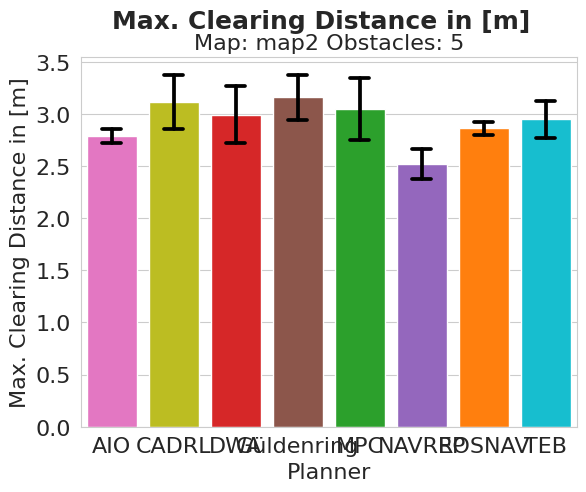 Max. Clearing Distance in [m]
Map: map2 Obstacles: 5
Max. Clearing Distance in [m]
3.5
3.0
2.5
2.0
1.5
1.0
0.5
0.0
AIO CADRL DWA Güldenring MPC NAVREP ROSNAV TEB
Planner